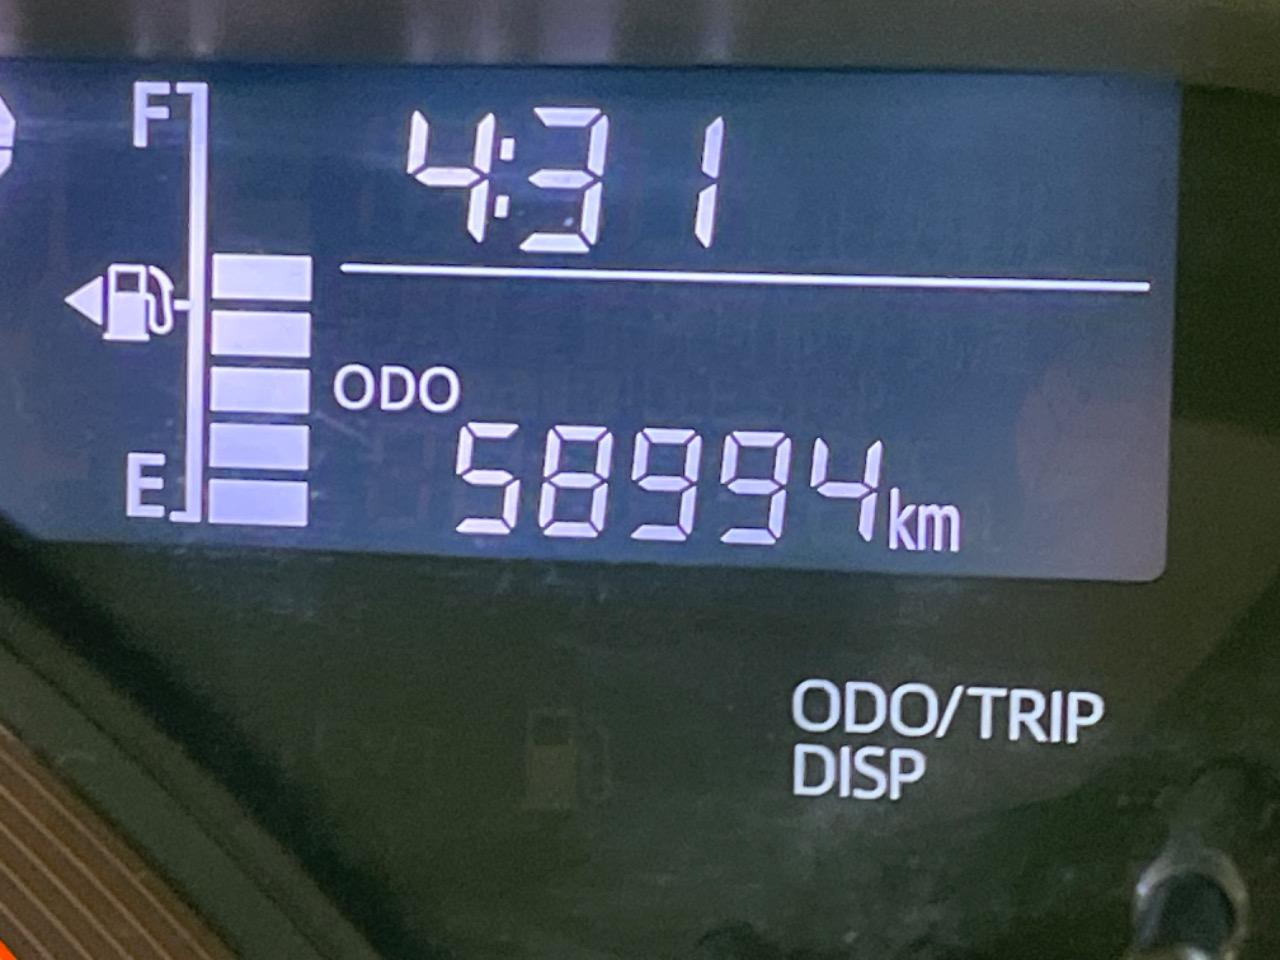 F
4:31
ODO
58994km
E
ODO/TRIP
DISP